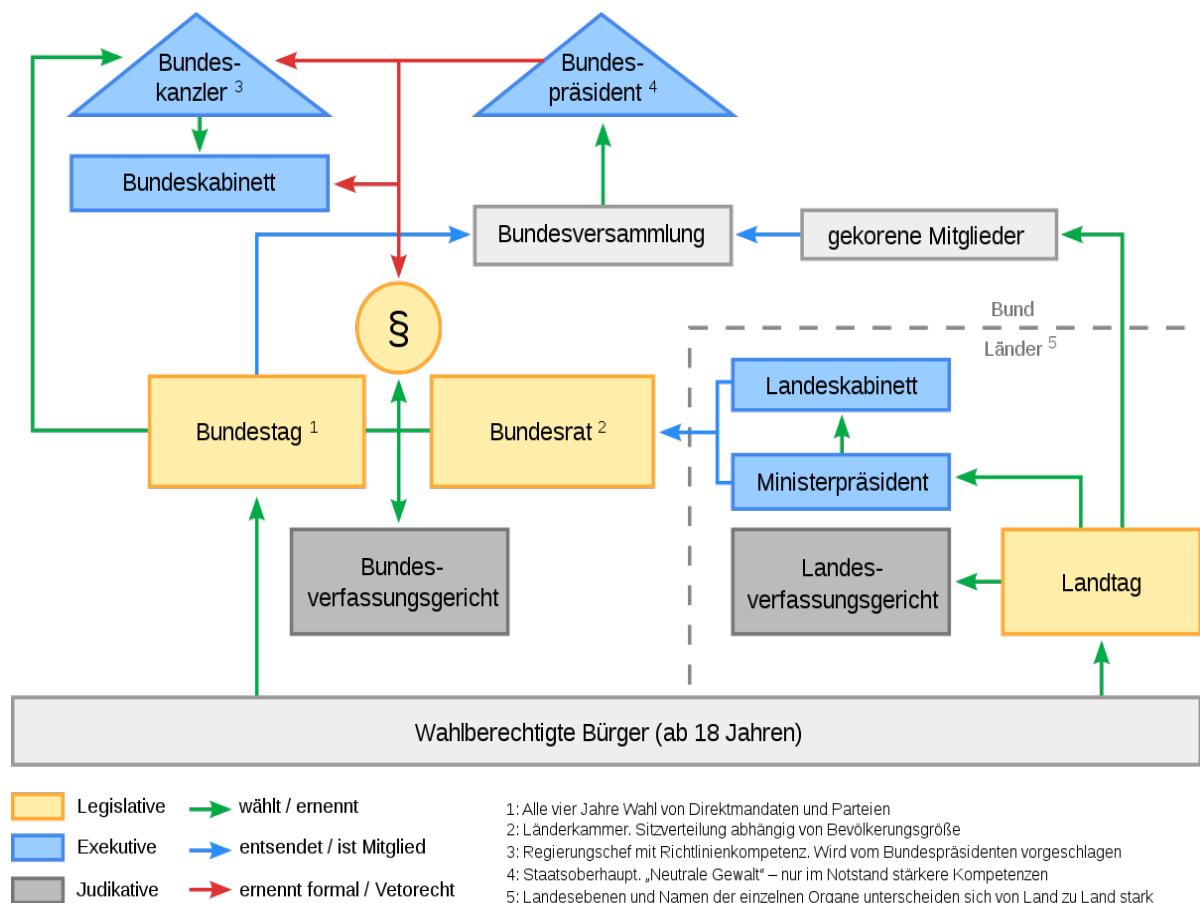 Bundes-
kanzler 3
Bundes-
präsident 4
Bundeskabinett
Bundesversammlung
gekorene Mitglieder
§
Bund
Länder 5
Bundestag 1
Bundesrat 2
Landeskabinett
Ministerpräsident
Bundes-
verfassungsgericht
Landes-
verfassungsgericht
Landtag
Wahlberechtigte Bürger (ab 18 Jahren)
Legislative
Exekutive
Judikative
wählt / ernennt
entsendet / ist Mitglied
ernennt formal / Vetorecht
1: Alle vier Jahre Wahl von Direktmandaten und Parteien
2: Länderkammer. Sitzverteilung abhängig von Bevölkerungsgröße
3: Regierungschef mit Richtlinienkompetenz. Wird vom Bundespräsidenten vorgeschlagen
4: Staatsoberhaupt. „Neutrale Gewalt“ – nur im Notstand stärkere Kompetenzen
5: Landesebenen und Namen der einzelnen Organe unterscheiden sich von Land zu Land stark